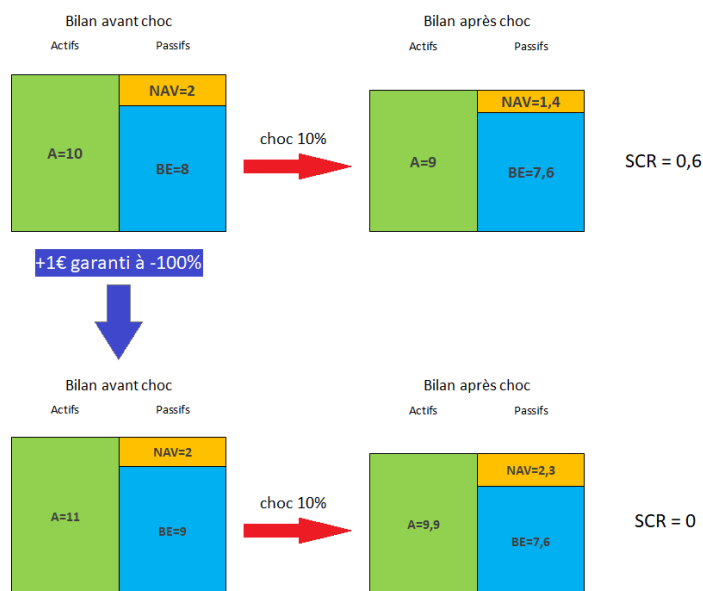 Bilan avant choc
Bilan après choc
Actifs
Passifs
Actifs
Passifs
NAV=2
A=10
BE=8
choc 10%
NAV=1,4
A=9
BE=7,6
SCR = 0,6
+1€ garanti à -100%
Bilan avant choc
Bilan après choc
Actifs
Passifs
Actifs
Passifs
NAV=2
A=11
BE=9
choc 10%
NAV=2,3
A=9,9
BE=7,6
SCR = 0